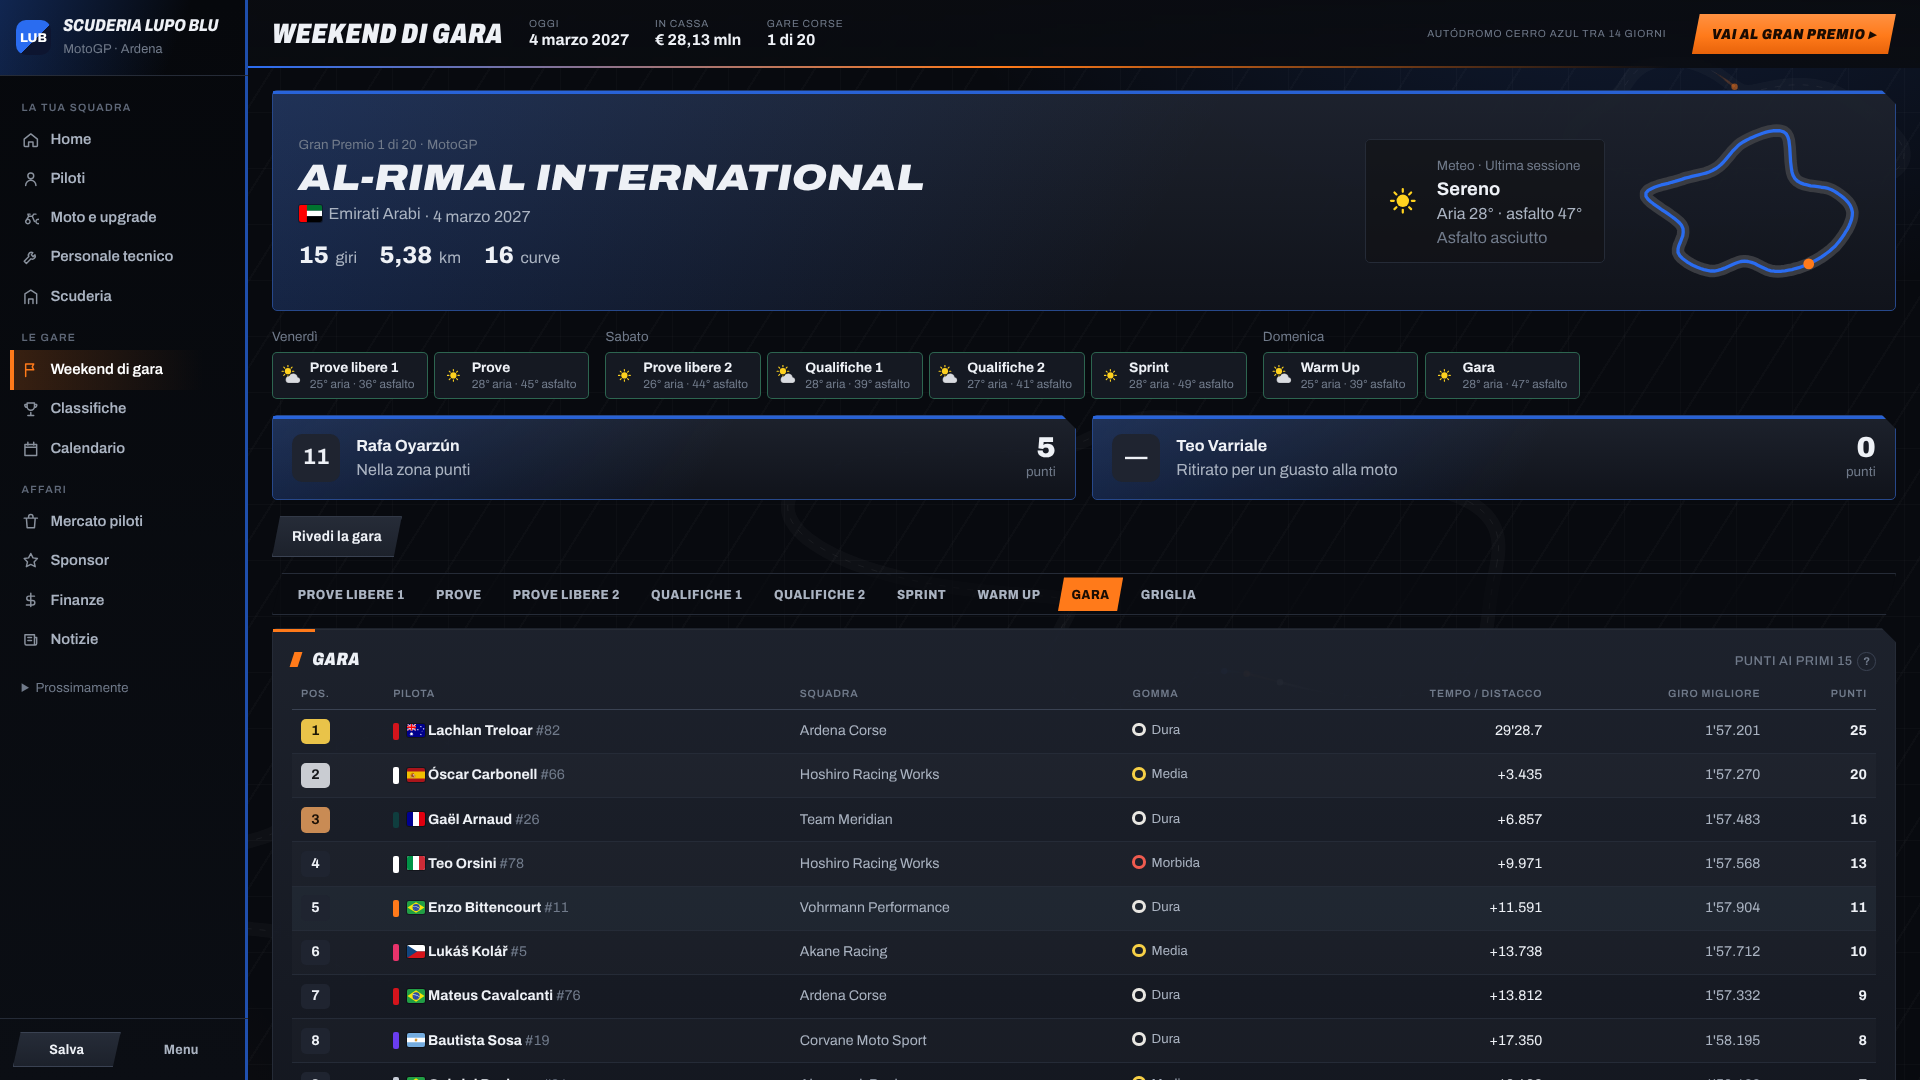 LUB
SCUDERIA LUPO BLU
MotoGP · Ardena
LA TUA SQUADRA
Home
Piloti
Moto e upgrade
Personale tecnico
Scuderia
LE GARE
Weekend di gara
Classifiche
Calendario
AFFARI
Mercato piloti
Sponsor
Finanze
Notizie
Prossimamente
Salva
Menu
WEEKEND DI GARA
OGGI
4 marzo 2027
IN CASSA
€ 28,13 mln
GARE CORSE
1 di 20
AUTÓDROMO CERRO AZUL TRA 14 GIORNI
VAI AL GRAN PREMIO ▸
Gran Premio 1 di 20 · MotoGP
AL-RIMAL INTERNATIONAL
Emirati Arabi · 4 marzo 2027
15 giri 5,38 km 16 curve
Meteo · Ultima sessione
Sereno
Aria 28° · asfalto 47°
Asfalto asciutto
Venerdì
Prove libere 1
25° aria · 36° asfalto
Prove
28° aria · 45° asfalto
Sabato
Prove libere 2
26° aria · 44° asfalto
Qualifiche 1
28° aria · 39° asfalto
Qualifiche 2
27° aria · 41° asfalto
Sprint
28° aria · 49° asfalto
Domenica
Warm Up
25° aria · 39° asfalto
Gara
28° aria · 47° asfalto
11
Rafa Oyarzún
Nella zona punti
5
punti
—
Teo Varriale
Ritirato per un guasto alla moto
0
punti
Rivedi la gara
PROVE LIBERE 1 PROVE PROVE LIBERE 2 QUALIFICHE 1 QUALIFICHE 2 SPRINT WARM UP GARA GRIGLIA
GARA
PUNTI AI PRIMI 15 ?
POS. PILOTA SQUADRA GOMMA TEMPO / DISTACCO GIRO MIGLIORE PUNTI
1 Lachlan Treloar #82 Ardena Corse Dura 29'28.7 1'57.201 25
2 Óscar Carbonell #66 Hoshiro Racing Works Media +3.435 1'57.270 20
3 Gaël Arnaud #26 Team Meridian Dura +6.857 1'57.483 16
4 Teo Orsini #78 Hoshiro Racing Works Morbida +9.971 1'57.568 13
5 Enzo Bittencourt #11 Vohrmann Performance Dura +11.591 1'57.904 11
6 Lukáš Kolář #5 Akane Racing Media +13.738 1'57.712 10
7 Mateus Cavalcanti #76 Ardena Corse Dura +13.812 1'57.332 9
8 Bautista Sosa #19 Corvane Moto Sport Dura +17.350 1'58.195 8